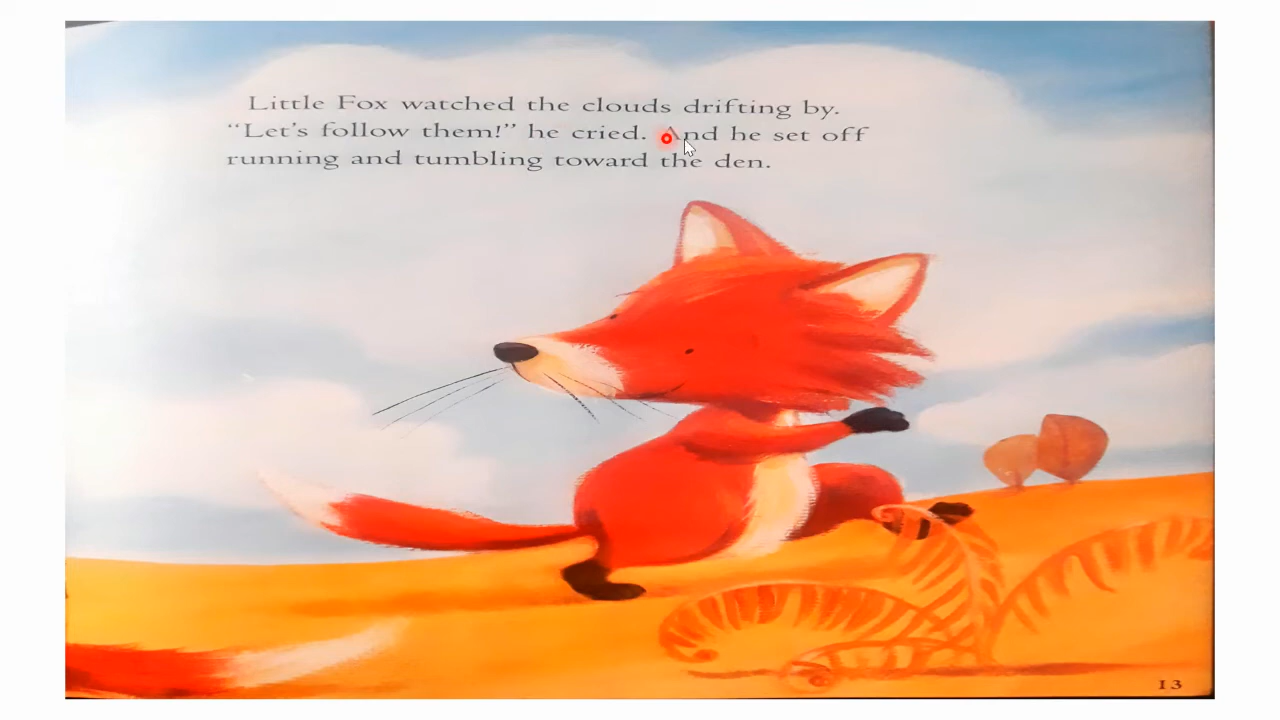 Little Fox watched the clouds drifting by.
“Let's follow them!” he cried. And he set off
running and tumbling toward the den.
13